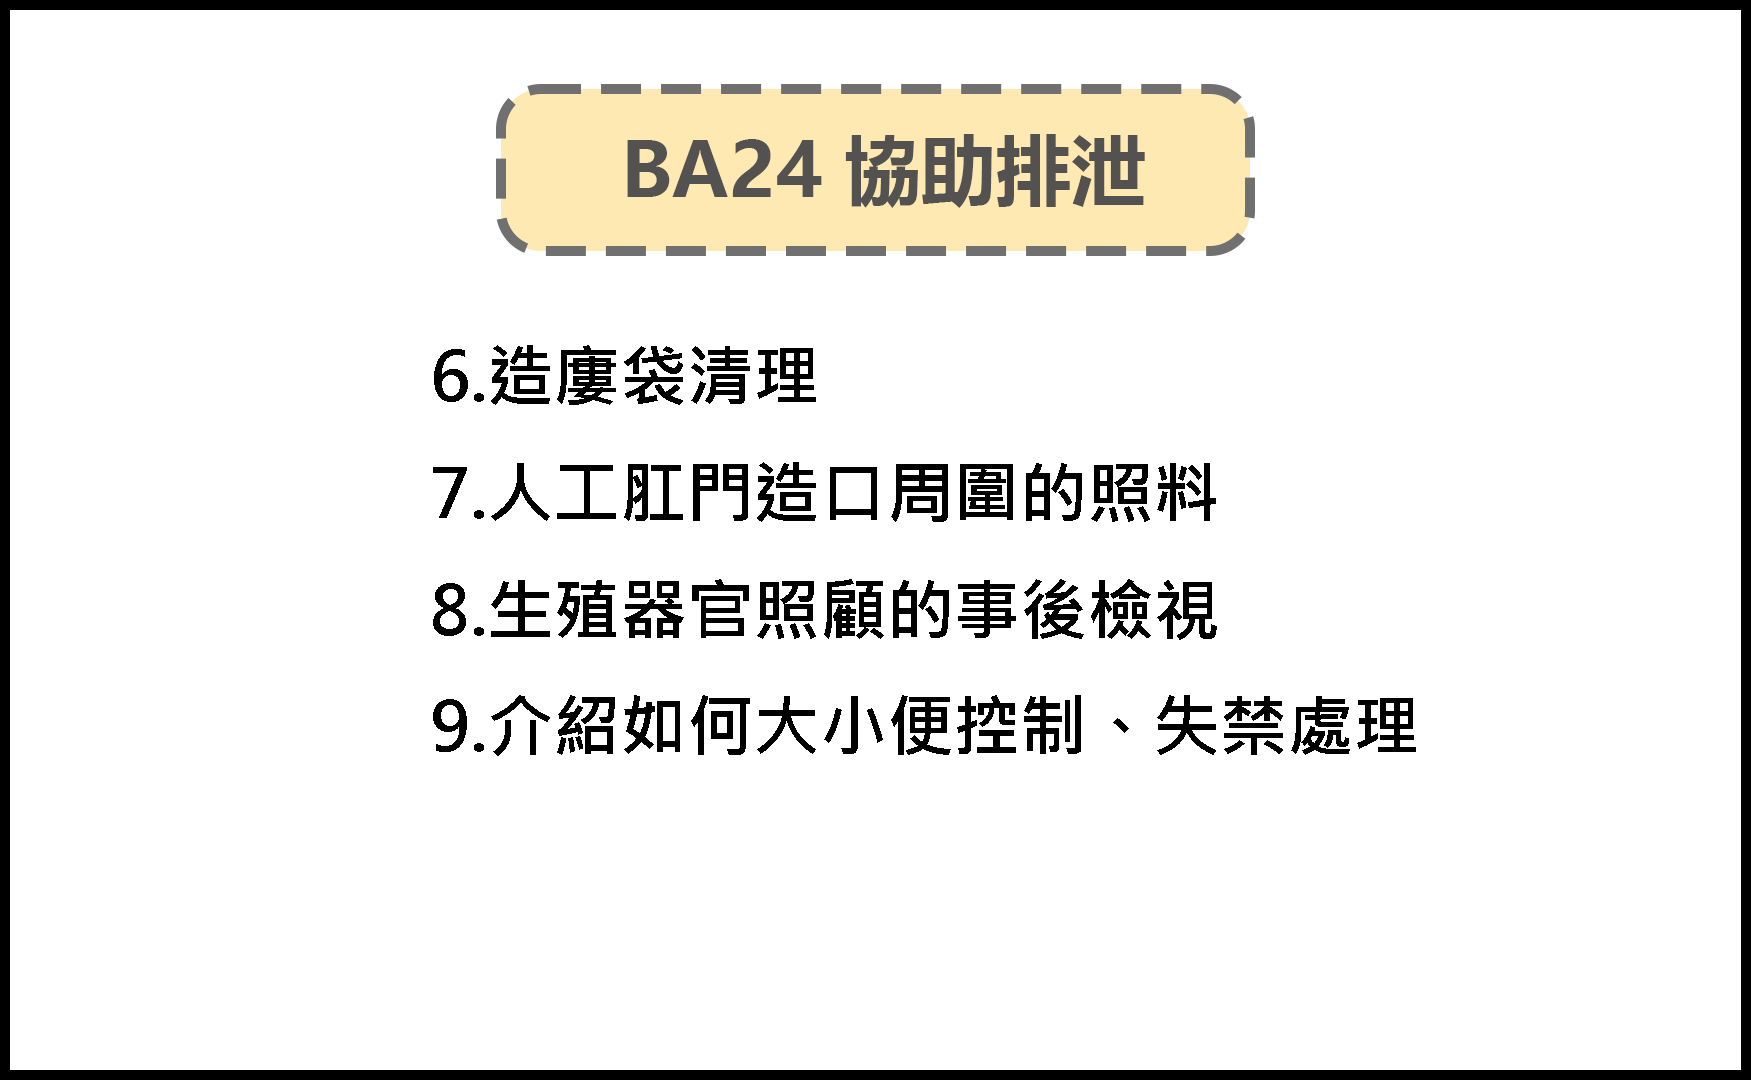 BA24 協助排泄
6.造廔袋清理
7.人工肛門造口周圍的照料
8.生殖器官照顧的事後檢視
9.介紹如何大小便控制、失禁處理